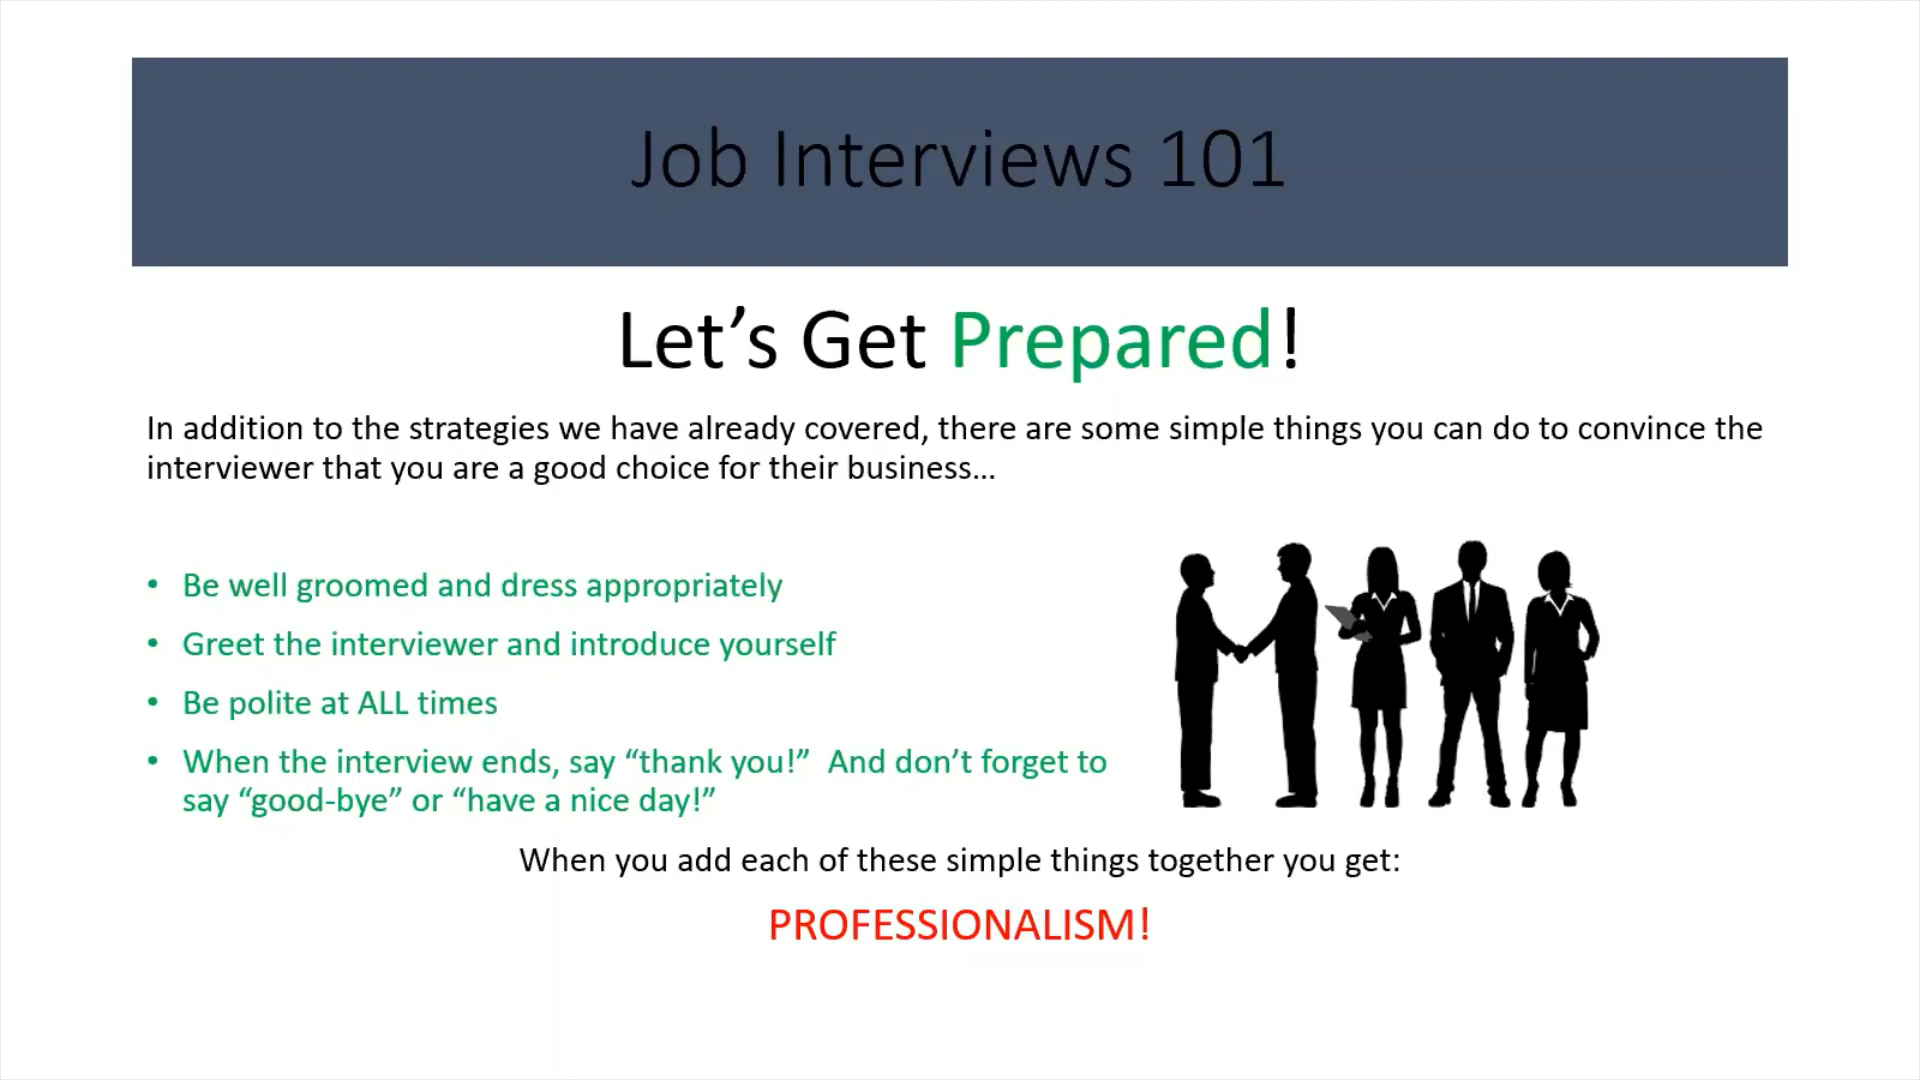 Job Interviews 101
Let’s Get Prepared!
In addition to the strategies we have already covered, there are some simple things you can do to convince the
interviewer that you are a good choice for their business…
• Be well groomed and dress appropriately
• Greet the interviewer and introduce yourself
• Be polite at ALL times
• When the interview ends, say “thank you!”  And don’t forget to
say “good-bye” or “have a nice day!”
When you add each of these simple things together you get:
PROFESSIONALISM!